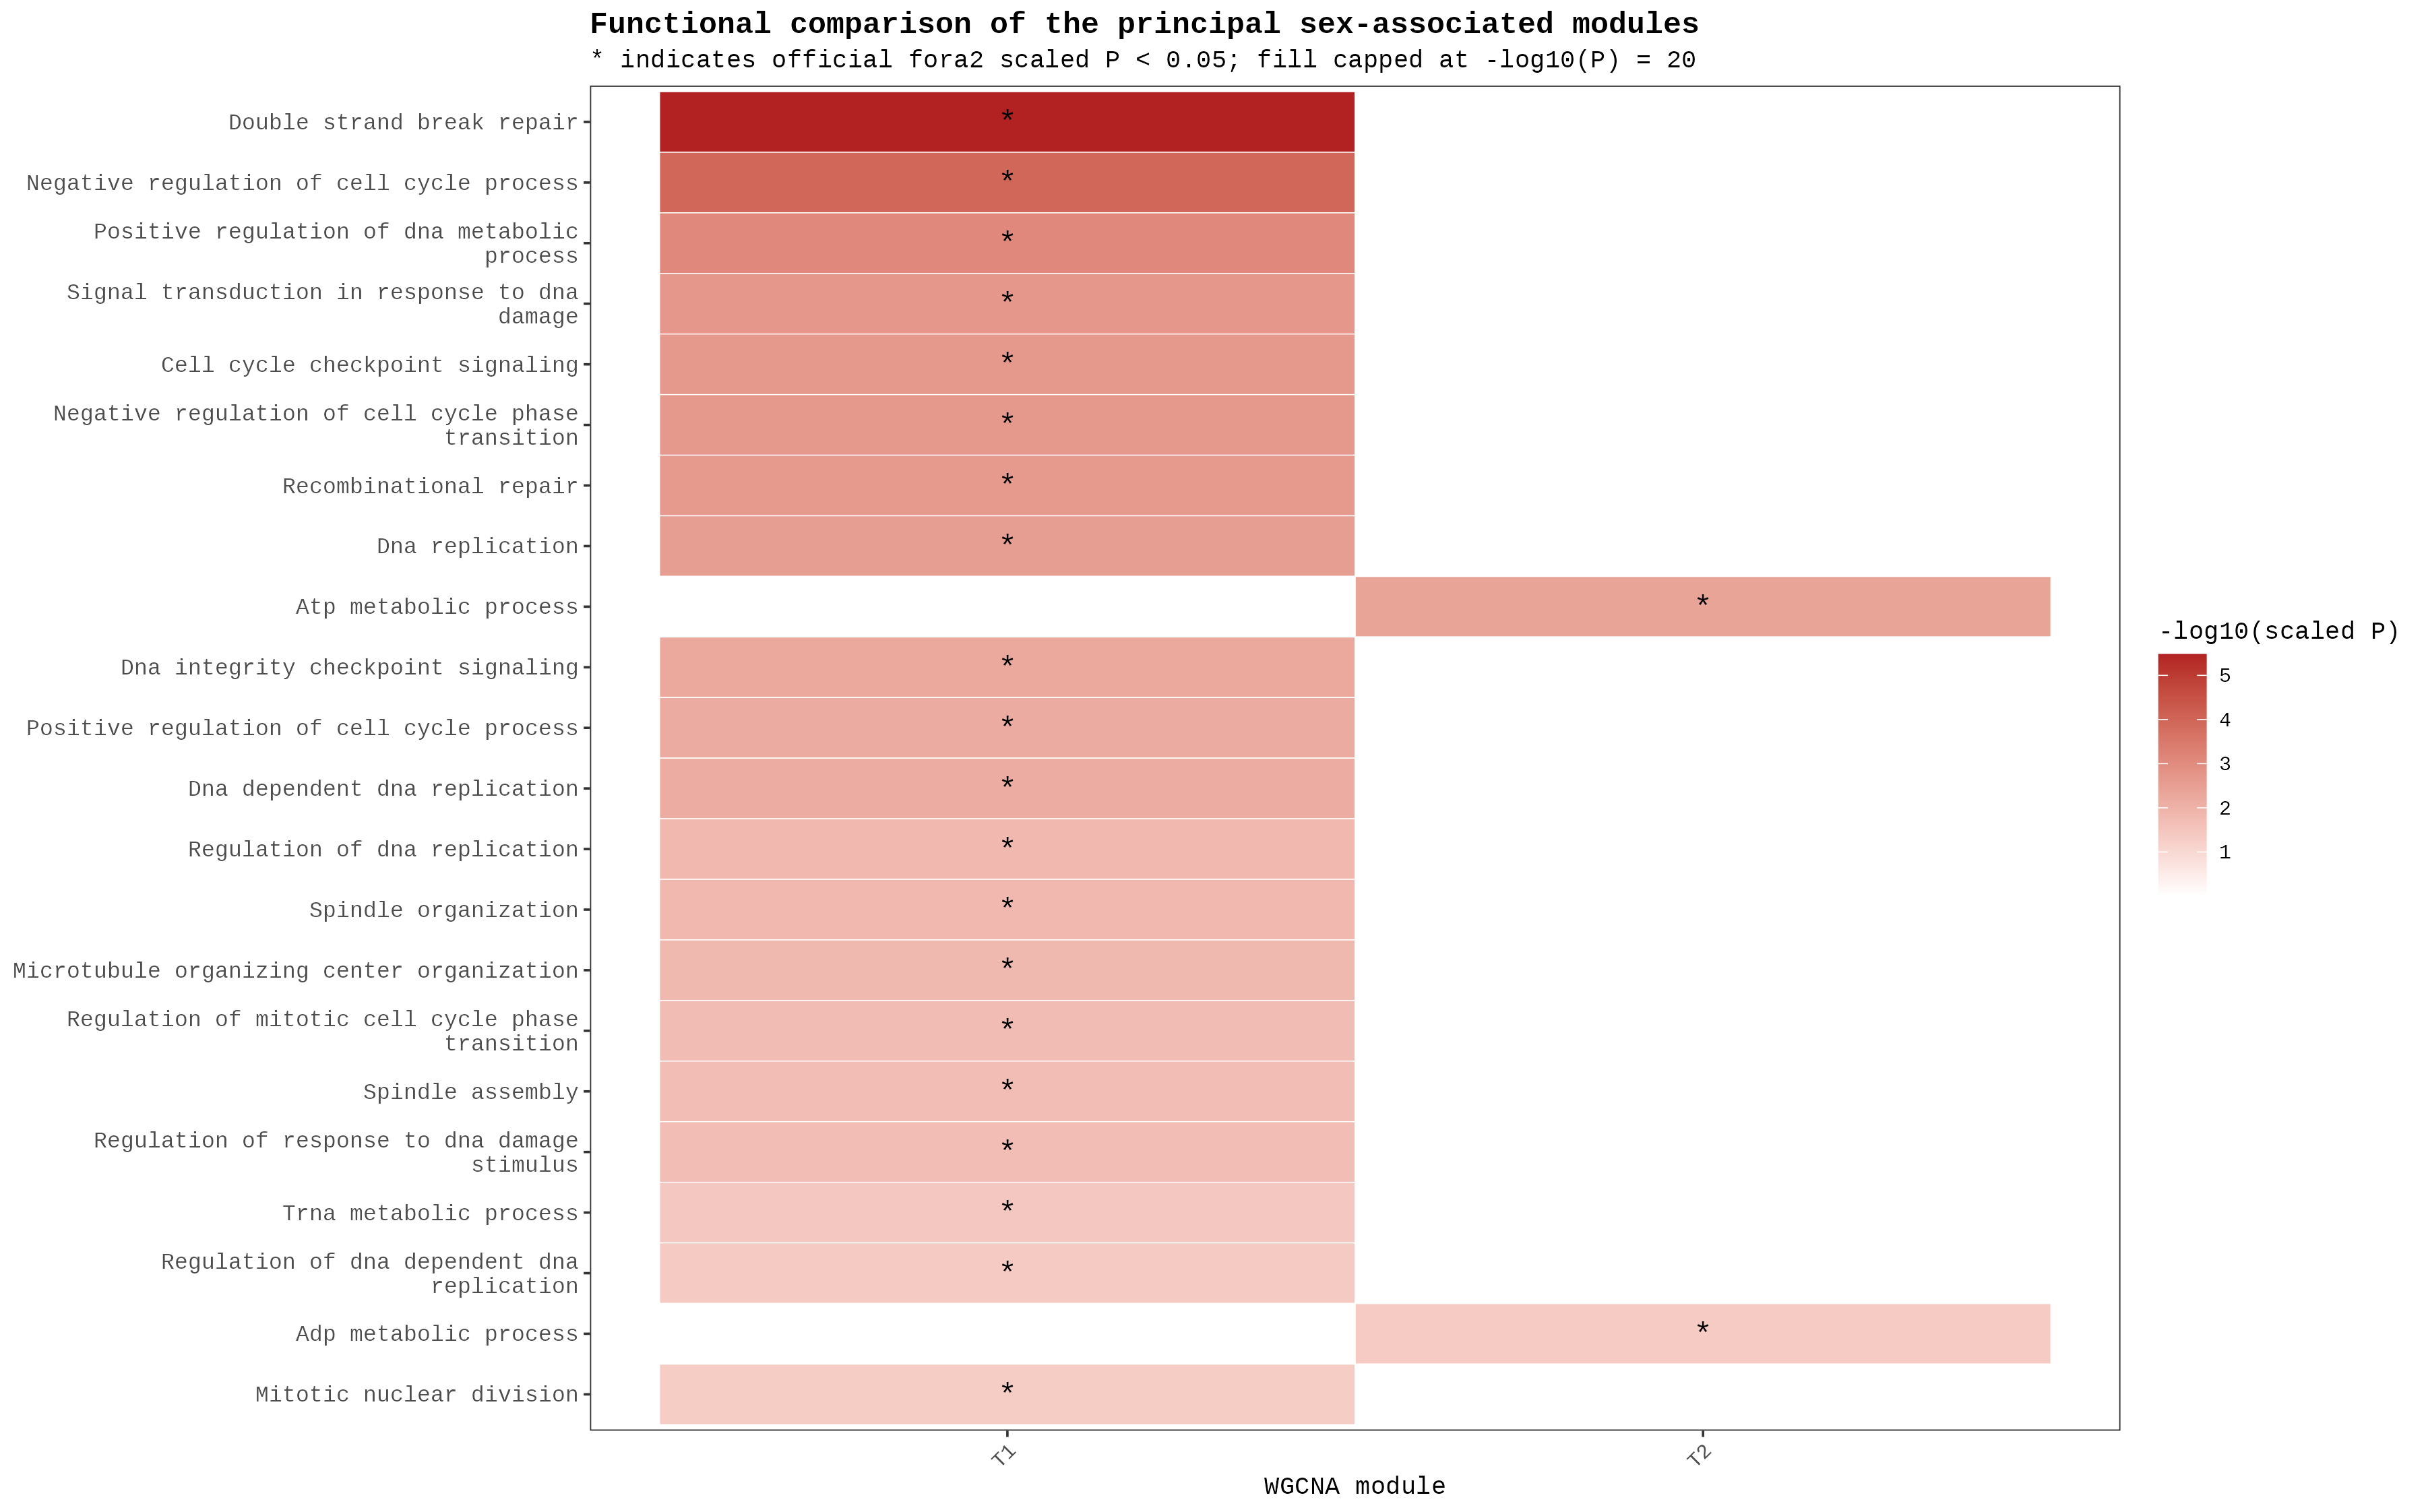 Functional comparison of the principal sex-associated modules
* indicates official fora2 scaled P < 0.05; fill capped at -log10(P) = 20
Double strand break repair
*
Negative regulation of cell cycle process
*
Positive regulation of dna metabolic
process
*
Signal transduction in response to dna
damage
*
Cell cycle checkpoint signaling
*
Negative regulation of cell cycle phase
transition
*
Recombinational repair
*
Dna replication
*
Atp metabolic process
*
Dna integrity checkpoint signaling
*
Positive regulation of cell cycle process
*
Dna dependent dna replication
*
Regulation of dna replication
*
Spindle organization
*
Microtubule organizing center organization
*
Regulation of mitotic cell cycle phase
transition
*
Spindle assembly
*
Regulation of response to dna damage
stimulus
*
Trna metabolic process
*
Regulation of dna dependent dna
replication
*
Adp metabolic process
*
Mitotic nuclear division
*
T1
T2
WGCNA module
-log10(scaled P)
5
4
3
2
1